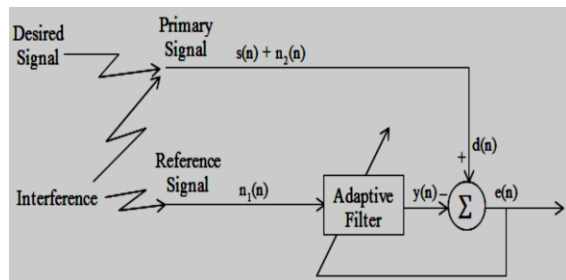 Desired
Signal
Primary
Signal
s(n) + n₂(n)
d(n)
+
Interference
Reference
Signal
n₁(n)
Adaptive
Filter
y(n) −
Σ
e(n)